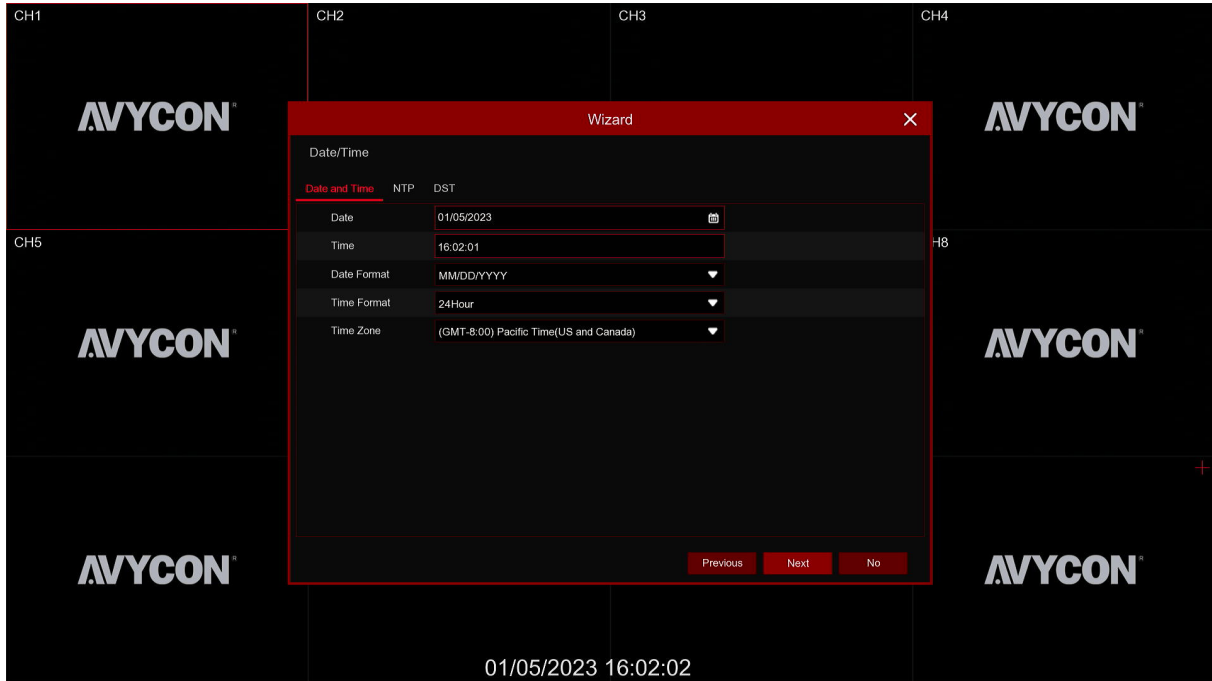 CH1
CH2
CH3
CH4
AVYCON®
Wizard
AVYCON®
Date/Time
Date and Time NTP DST
Date 01/05/2023
CH5
H8
Time 16:02:01
Date Format MM/DD/YYYY
Time Format 24Hour
Time Zone (GMT-8:00) Pacific Time(US and Canada)
AVYCON®
AVYCON®
AVYCON®
Previous Next No
AVYCON®
01/05/2023 16:02:02